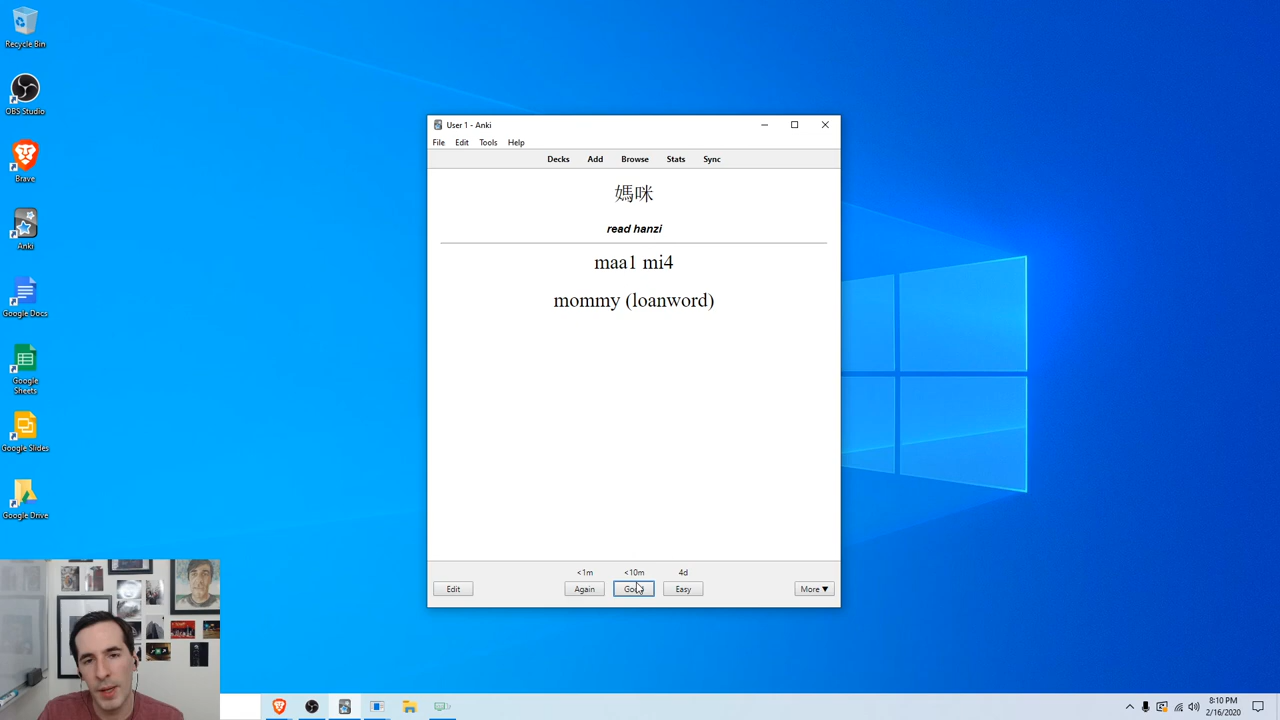 Recycle Bin
OBS Studio
Brave
Anki
Google Docs
Google
Sheets
Google Slides
Google Drive
User 1 - Anki
File Edit Tools Help
Decks Add Browse Stats Sync
媽咪
read hanzi
maa1 mi4
mommy (loanword)
<1m <10m 4d
Edit Again Good Easy More ▼
8:10 PM
2/16/2020